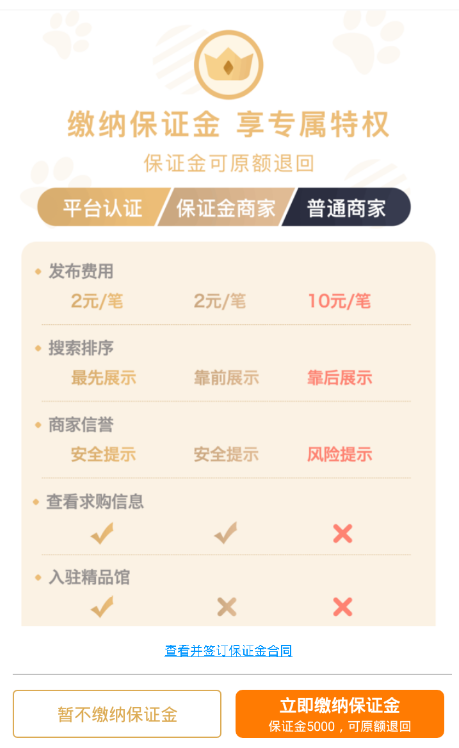 缴纳保证金 享专属特权
保证金可原额退回
平台认证 保证金商家 普通商家
发布费用
2元/笔 2元/笔 10元/笔
搜索排序
最先展示 靠前展示 靠后展示
商家信誉
安全提示 安全提示 风险提示
查看求购信息
入驻精品馆
查看并签订保证金合同
暂不缴纳保证金
立即缴纳保证金
保证金5000，可原额退回